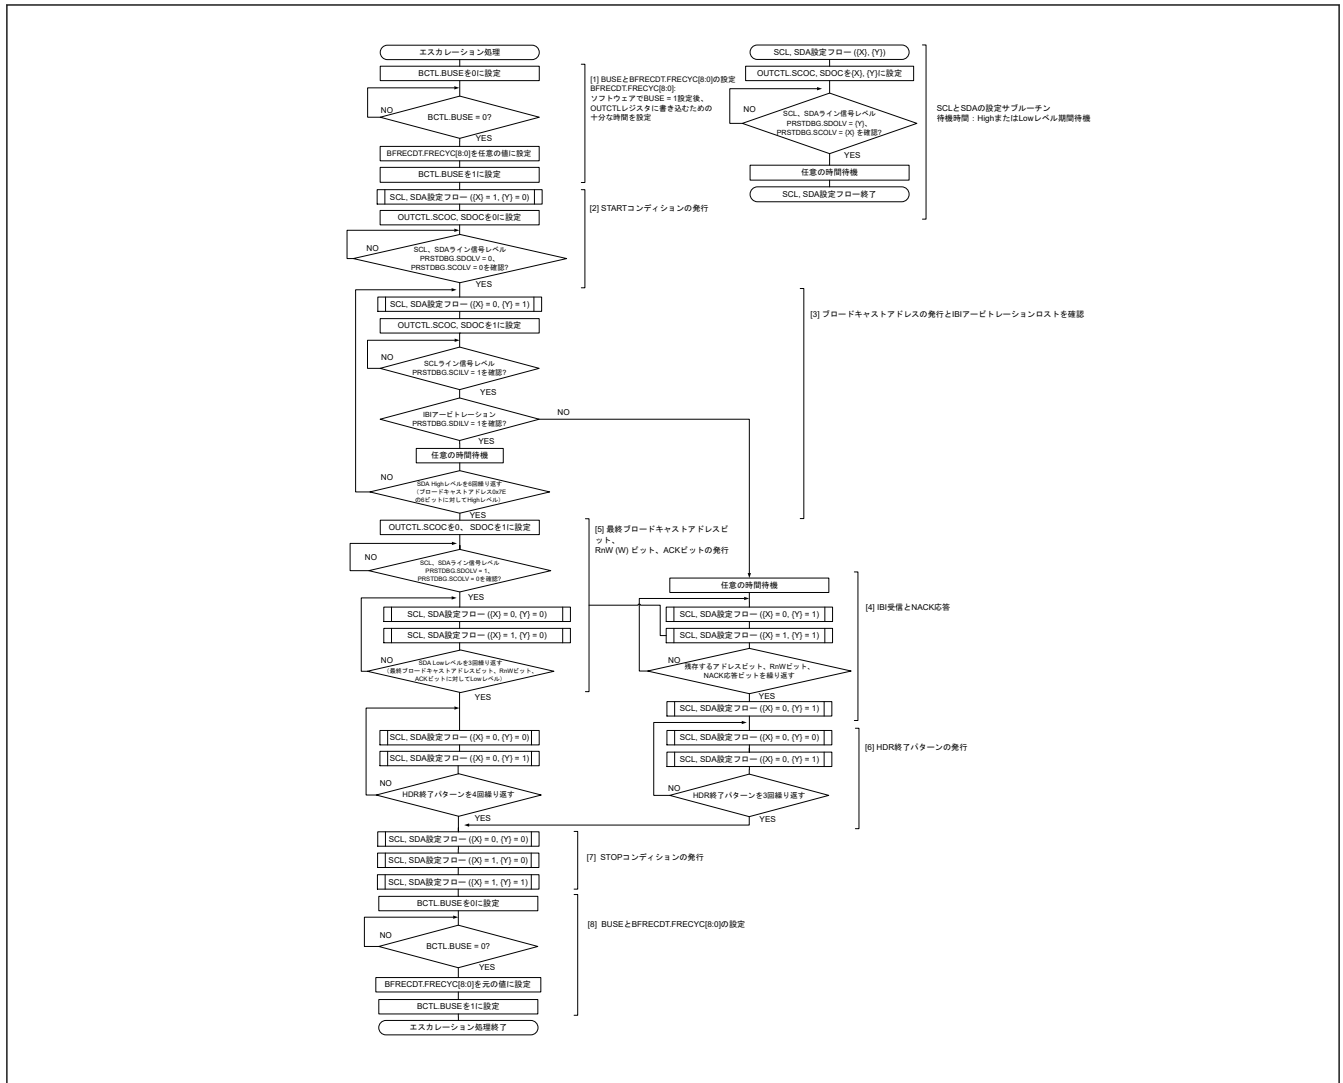 エスカレーション処理
BCTL.BUSEを0に設定
NO
BCTL.BUSE = 0?
YES
BFRECDT.FRECYC[8:0]を任意の値に設定
BCTL.BUSEを1に設定
[1] BUSEとBFRECDT.FRECYC[8:0]の設定
BFRECDT.FRECYC[8:0]:
ソフトウェアでBUSE = 1設定後、
OUTCTLレジスタに書き込むための
十分な時間を設定
SCL, SDA設定フロー ({X}, {Y})
OUTCTL.SCOC, SDOCを{X}, {Y}に設定
NO
SCL、SDAライン信号レベル
PRSTDBG.SDOLV = {Y}、
PRSTDBG.SCOLV = {X} を確認?
YES
任意の時間待機
SCL, SDA設定フロー終了
SCLとSDAの設定サブルーチン
待機時間：HighまたはLowレベル期間待機
SCL, SDA設定フロー ({X} = 1, {Y} = 0)
OUTCTL.SCOC, SDOCを0に設定
NO
SCL、SDAライン信号レベル
PRSTDBG.SDOLV = 0、
PRSTDBG.SCOLV = 0を確認?
YES
[2] STARTコンディションの発行
SCL, SDA設定フロー ({X} = 0, {Y} = 1)
OUTCTL.SCOC, SDOCを1に設定
NO
SCLライン信号レベル
PRSTDBG.SCILV = 1を確認?
YES
IBIアービトレーション
PRSTDBG.SDILV = 1を確認?
NO
YES
任意の時間待機
NO
SDA Highレベルを6回繰り返す
（ブロードキャストアドレス0x7E
の6ビットに対してHighレベル）
YES
[3] ブロードキャストアドレスの発行とIBIアービトレーションロストを確認
OUTCTL.SCOCを0、 SDOCを1に設定
NO
SCL、SDAライン信号レベル
PRSTDBG.SDOLV = 1、
PRSTDBG.SCOLV = 0を確認?
YES
SCL, SDA設定フロー ({X} = 0, {Y} = 0)
SCL, SDA設定フロー ({X} = 1, {Y} = 0)
NO
SDA Lowレベルを3回繰り返す
（最終ブロードキャストアドレスビット、RnWビット、
ACKビットに対してLowレベル）
YES
[5] 最終ブロードキャストアドレスビ
ット、
RnW (W) ビット、ACKビットの発行
任意の時間待機
SCL, SDA設定フロー ({X} = 0, {Y} = 1)
SCL, SDA設定フロー ({X} = 1, {Y} = 1)
NO
残存するアドレスビット、RnWビット、
NACK応答ビットを繰り返す
YES
SCL, SDA設定フロー ({X} = 0, {Y} = 1)
[4] IBI受信とNACK応答
SCL, SDA設定フロー ({X} = 0, {Y} = 0)
SCL, SDA設定フロー ({X} = 0, {Y} = 1)
NO
HDR終了パターンを4回繰り返す
YES
SCL, SDA設定フロー ({X} = 0, {Y} = 0)
SCL, SDA設定フロー ({X} = 0, {Y} = 1)
NO
HDR終了パターンを3回繰り返す
YES
[6] HDR終了パターンの発行
SCL, SDA設定フロー ({X} = 0, {Y} = 0)
SCL, SDA設定フロー ({X} = 1, {Y} = 0)
SCL, SDA設定フロー ({X} = 1, {Y} = 1)
[7] STOPコンディションの発行
BCTL.BUSEを0に設定
NO
BCTL.BUSE = 0?
YES
BFRECDT.FRECYC[8:0]を元の値に設定
BCTL.BUSEを1に設定
エスカレーション処理終了
[8] BUSEとBFRECDT.FRECYC[8:0]の設定